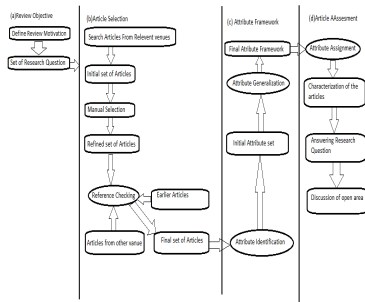 (a)Review Objective
Define Review Motivation
Set of Research Question
(b)Article Selection
Search Articles From Relevent venues
Initial set of Articles
Manual Selection
Refined set of Articles
Reference Checking
Earlier Articles
Articles from other venue
Final set of Articles
(c) Attribute Framework
Final Attribute Framework
Attribute Generalization
Initial Attribute set
Attribute Identification
(d)Article AAsesment
Attribute Assignment
Characterization of the
articles
Answering Research
Question
Discussion of open area